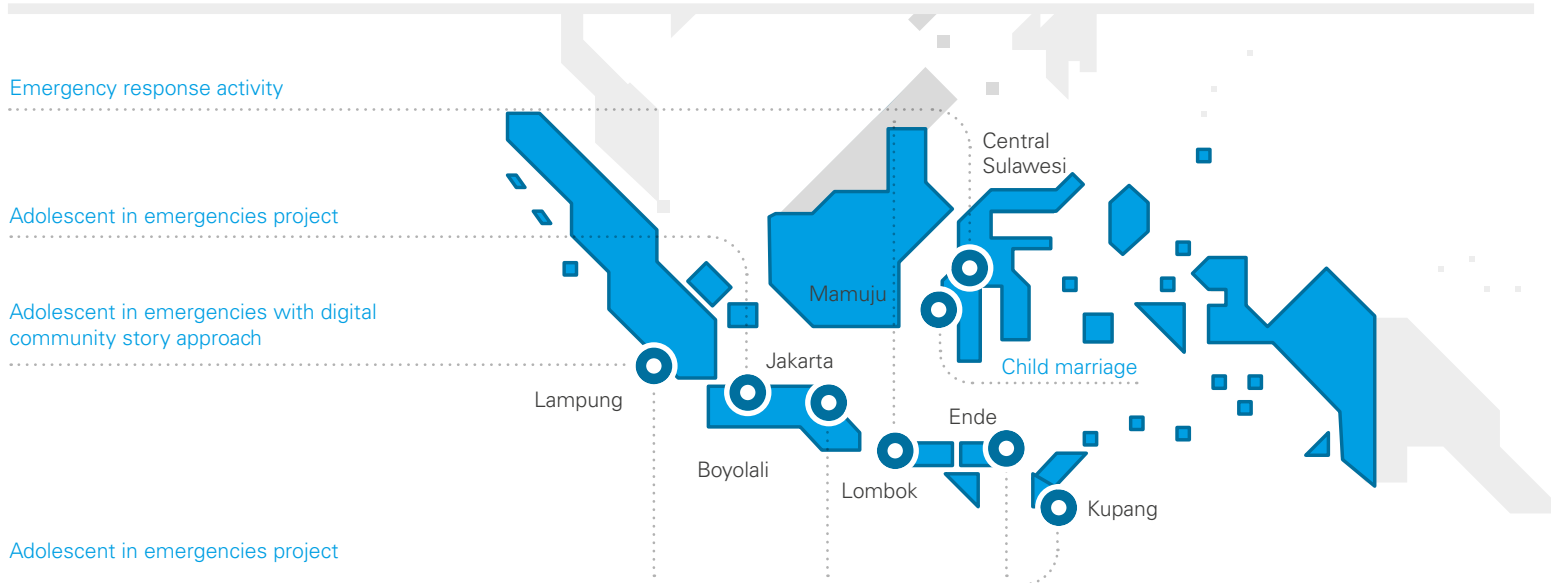 Emergency response activity
Central
Sulawesi
Adolescent in emergencies project
Mamuju
Adolescent in emergencies with digital
community story approach
Jakarta
Child marriage
Lampung
Ende
Boyolali
Lombok
Kupang
Adolescent in emergencies project